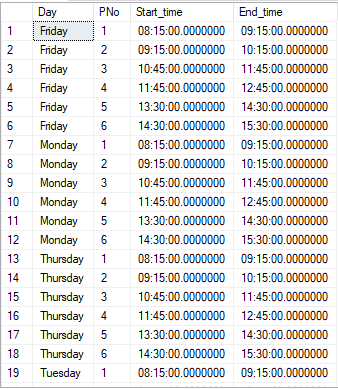 Day PNo Start_time End_time
1 Friday 1 08:15:00.0000000 09:15:00.0000000
2 Friday 2 09:15:00.0000000 10:15:00.0000000
3 Friday 3 10:45:00.0000000 11:45:00.0000000
4 Friday 4 11:45:00.0000000 12:45:00.0000000
5 Friday 5 13:30:00.0000000 14:30:00.0000000
6 Friday 6 14:30:00.0000000 15:30:00.0000000
7 Monday 1 08:15:00.0000000 09:15:00.0000000
8 Monday 2 09:15:00.0000000 10:15:00.0000000
9 Monday 3 10:45:00.0000000 11:45:00.0000000
10 Monday 4 11:45:00.0000000 12:45:00.0000000
11 Monday 5 13:30:00.0000000 14:30:00.0000000
12 Monday 6 14:30:00.0000000 15:30:00.0000000
13 Thursday 1 08:15:00.0000000 09:15:00.0000000
14 Thursday 2 09:15:00.0000000 10:15:00.0000000
15 Thursday 3 10:45:00.0000000 11:45:00.0000000
16 Thursday 4 11:45:00.0000000 12:45:00.0000000
17 Thursday 5 13:30:00.0000000 14:30:00.0000000
18 Thursday 6 14:30:00.0000000 15:30:00.0000000
19 Tuesday 1 08:15:00.0000000 09:15:00.0000000